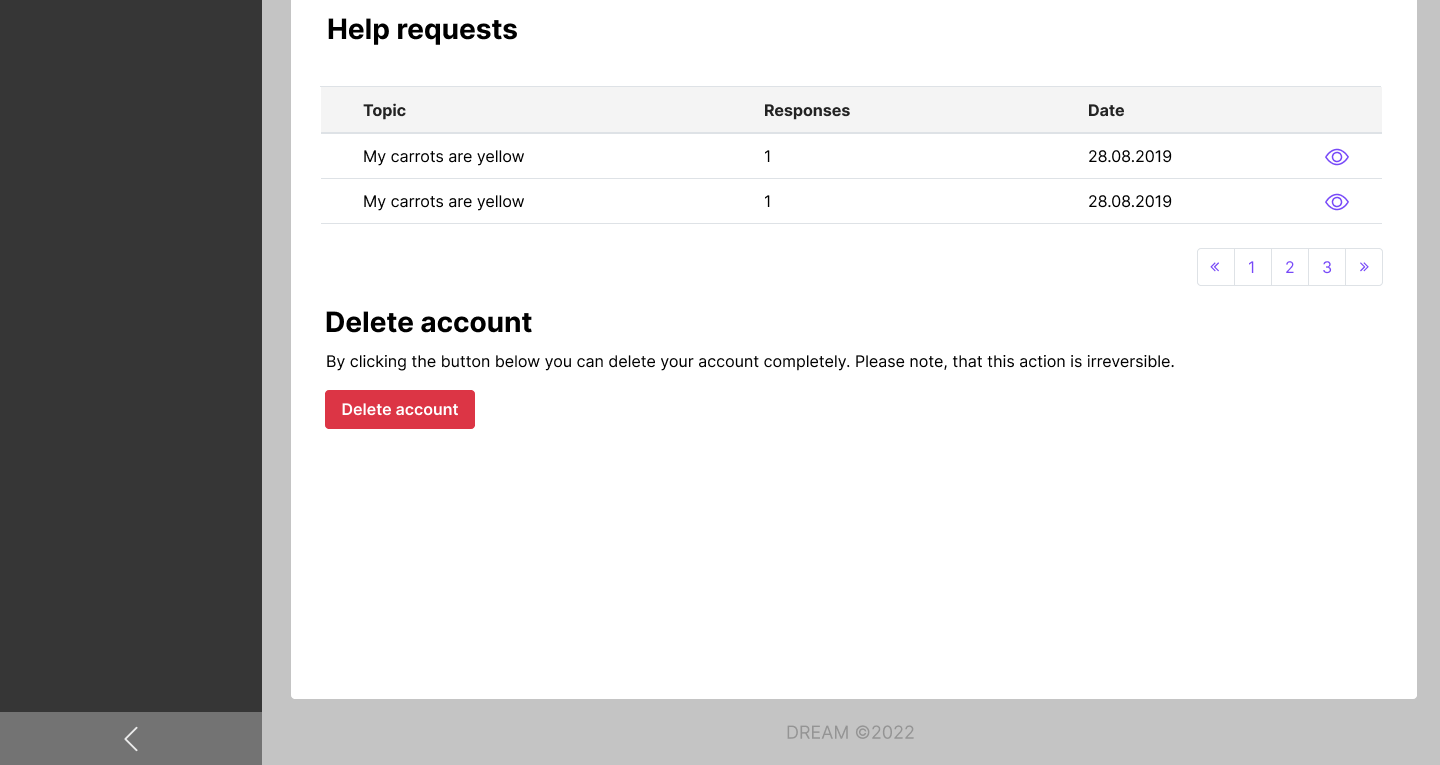 Help requests
Topic Responses Date
My carrots are yellow 1 28.08.2019
My carrots are yellow 1 28.08.2019
« 1 2 3 »
Delete account
By clicking the button below you can delete your account completely. Please note, that this action is irreversible.
Delete account
DREAM ©2022